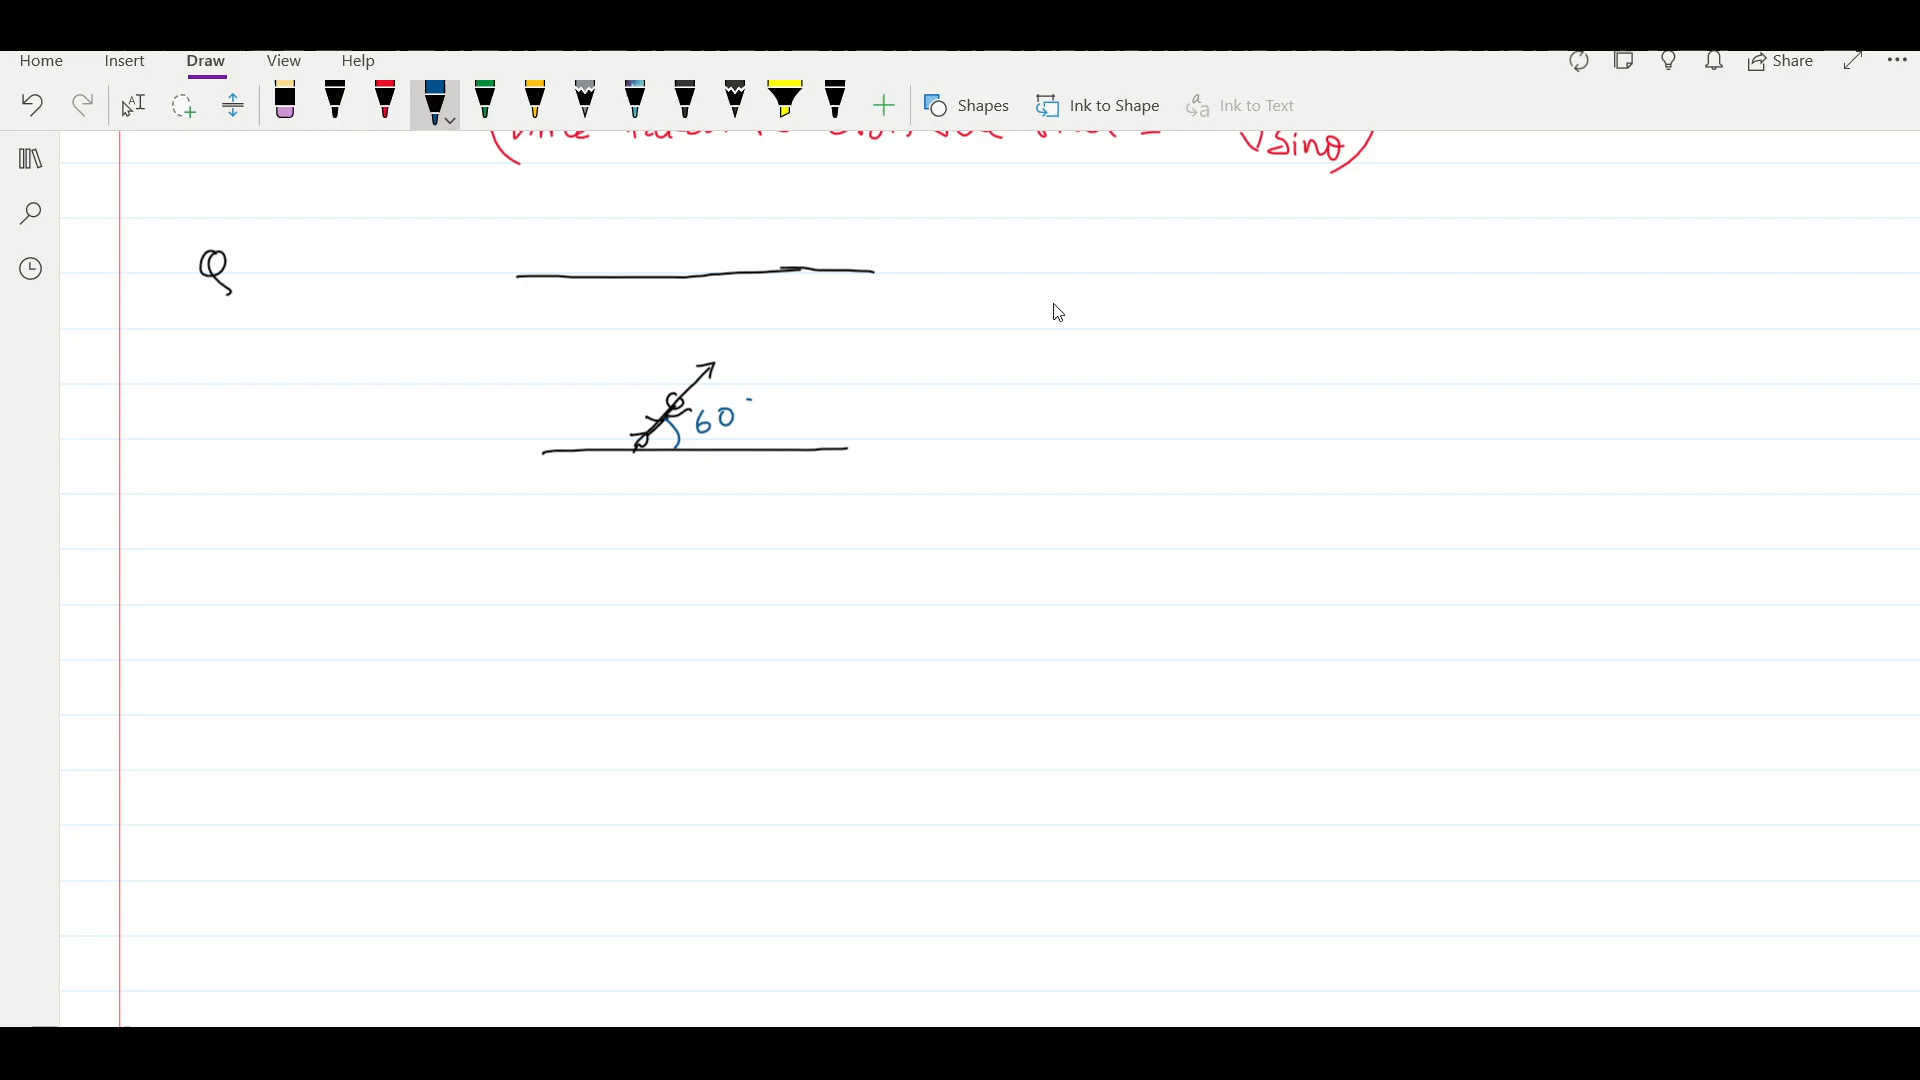 Home Insert Draw View Help Share
Shapes Ink to Shape Ink to Text
Vsinθ)
Q
60°